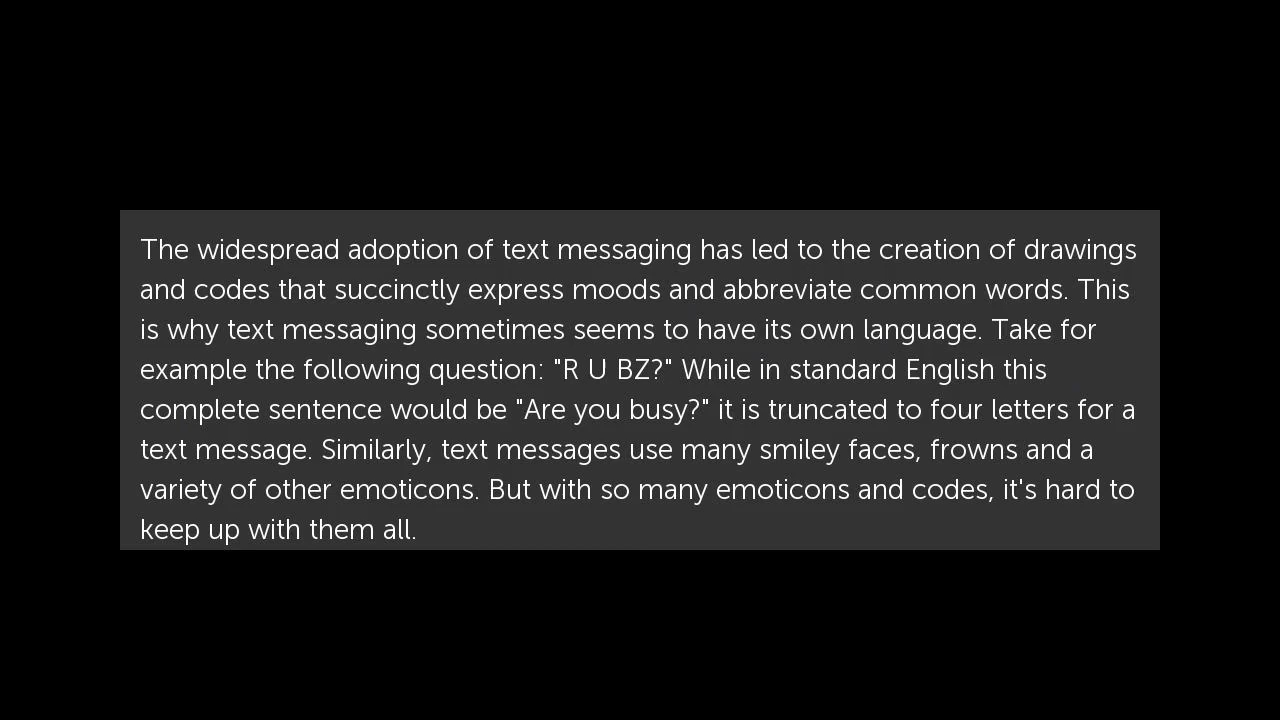 The widespread adoption of text messaging has led to the creation of drawings
and codes that succinctly express moods and abbreviate common words. This
is why text messaging sometimes seems to have its own language. Take for
example the following question: "R U BZ?" While in standard English this
complete sentence would be "Are you busy?" it is truncated to four letters for a
text message. Similarly, text messages use many smiley faces, frowns and a
variety of other emoticons. But with so many emoticons and codes, it's hard to
keep up with them all.